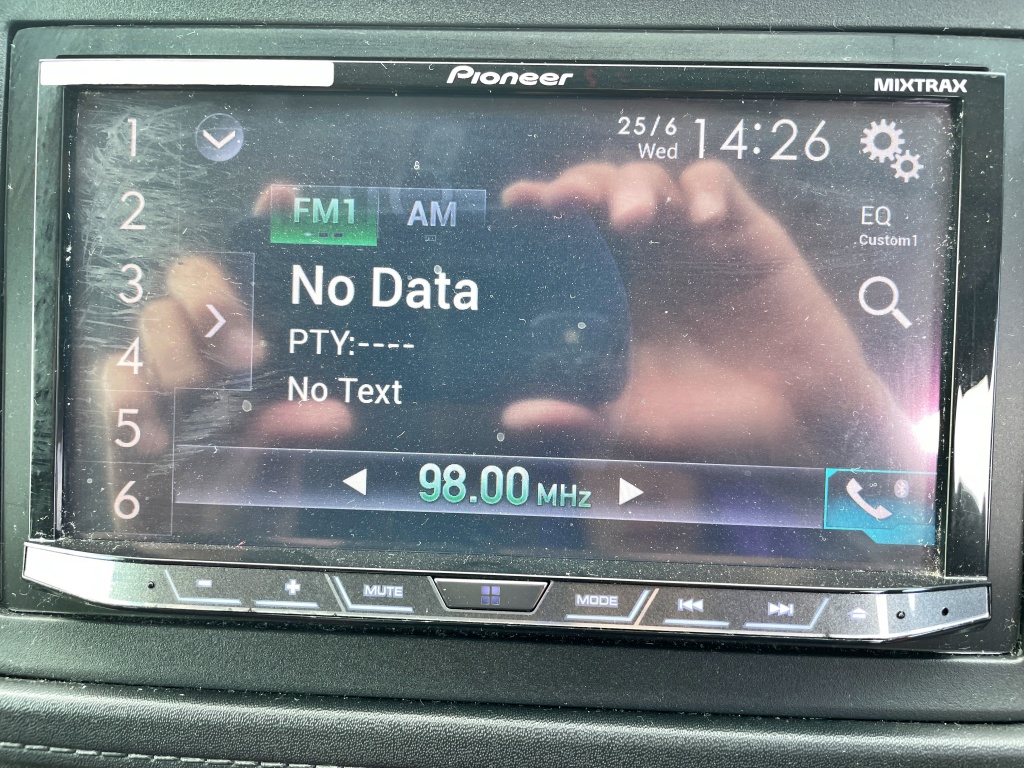 Pioneer
MIXTRAX
1
2
3
4
5
6
25/6
Wed
14:26
FM1
AM
EQ
Custom1
No Data
PTY:----
No Text
98.00 MHz
- + MUTE MODE